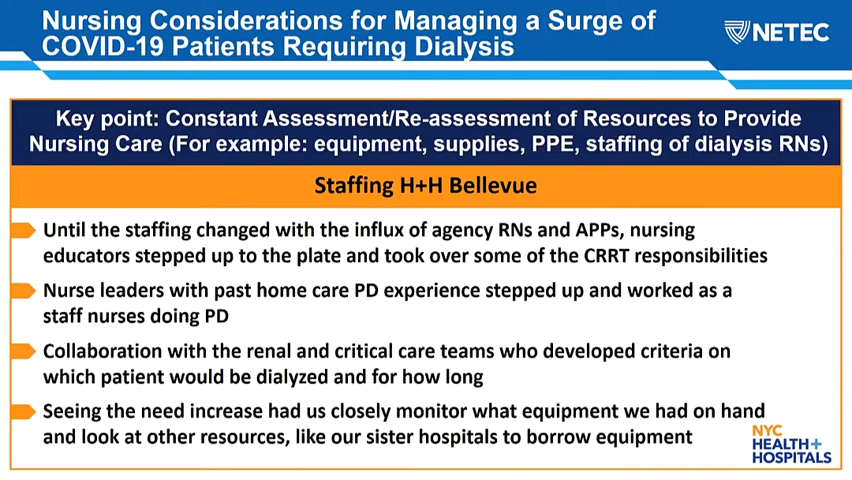 Nursing Considerations for Managing a Surge of
COVID-19 Patients Requiring Dialysis
NETEC
Key point: Constant Assessment/Re-assessment of Resources to Provide
Nursing Care (For example: equipment, supplies, PPE, staffing of dialysis RNs)
Staffing H+H Bellevue
Until the staffing changed with the influx of agency RNs and APPs, nursing
educators stepped up to the plate and took over some of the CRRT responsibilities
Nurse leaders with past home care PD experience stepped up and worked as a
staff nurses doing PD
Collaboration with the renal and critical care teams who developed criteria on
which patient would be dialyzed and for how long
Seeing the need increase had us closely monitor what equipment we had on hand
and look at other resources, like our sister hospitals to borrow equipment
NYC
HEALTH+
HOSPITALS